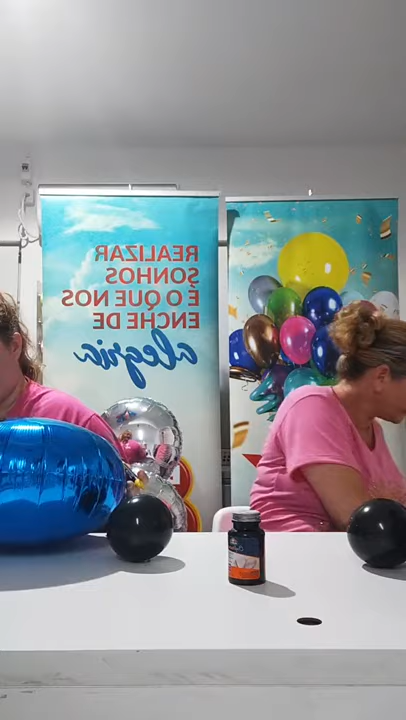 REALIZAR
SONHOS
É O QUE NOS
ENCHE DE
alegria